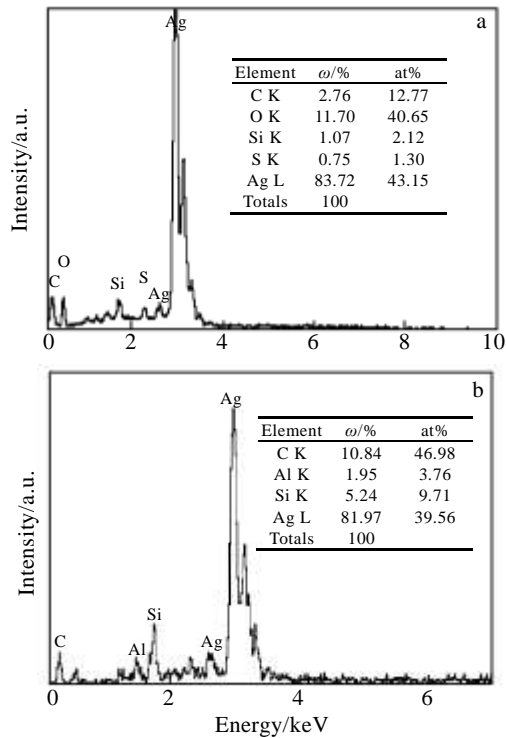 a
Ag
Element ω/% at%
C K 2.76 12.77
O K 11.70 40.65
Si K 1.07 2.12
S K 0.75 1.30
Ag L 83.72 43.15
Totals 100
Intensity/a.u.
O
C Si S Ag
0 2 4 6 8 10
b
Ag
Element ω/% at%
C K 10.84 46.98
Al K 1.95 3.76
Si K 5.24 9.71
Ag L 81.97 39.56
Totals 100
Intensity/a.u.
Si
C Al Ag
0 2 4 6
Energy/keV